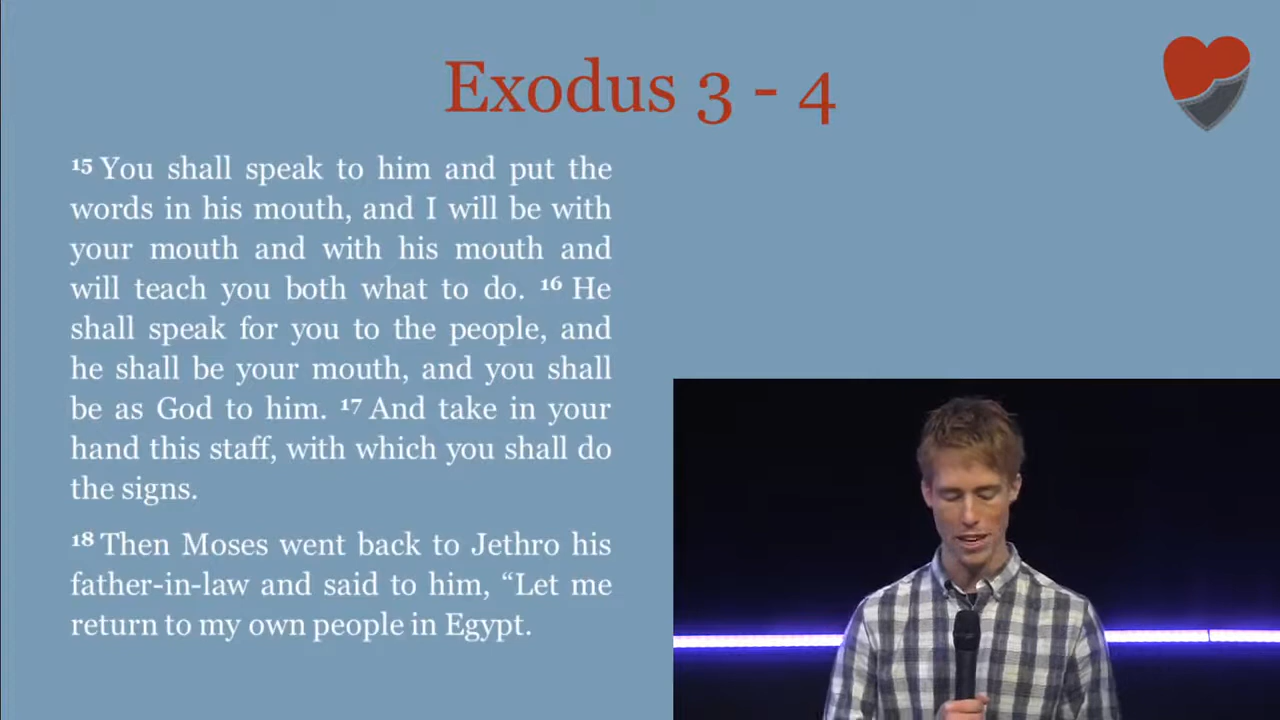 Exodus 3 - 4
15 You shall speak to him and put the
words in his mouth, and I will be with
your mouth and with his mouth and
will teach you both what to do. 16 He
shall speak for you to the people, and
he shall be your mouth, and you shall
be as God to him. 17 And take in your
hand this staff, with which you shall do
the signs.
18 Then Moses went back to Jethro his
father-in-law and said to him, “Let me
return to my own people in Egypt.